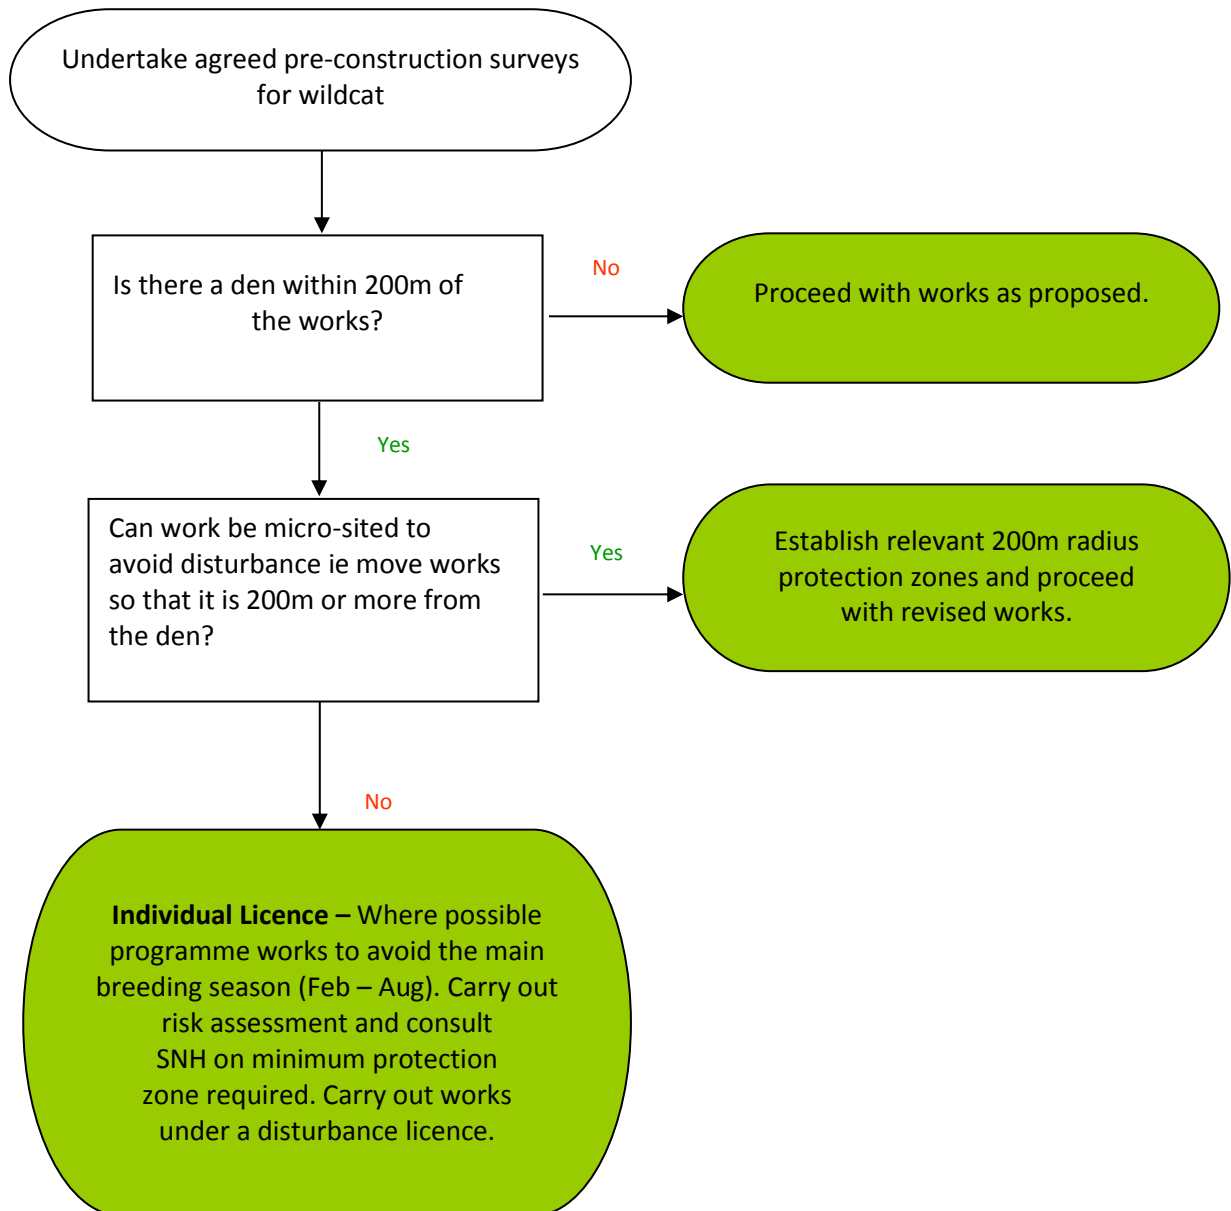 Undertake agreed pre-construction surveys
for wildcat
Is there a den within 200m of
the works?
No
Proceed with works as proposed.
Yes
Can work be micro-sited to
avoid disturbance ie move works
so that it is 200m or more from
the den?
Yes
Establish relevant 200m radius
protection zones and proceed
with revised works.
No
Individual Licence – Where possible
programme works to avoid the main
breeding season (Feb – Aug). Carry out
risk assessment and consult
SNH on minimum protection
zone required. Carry out works
under a disturbance licence.